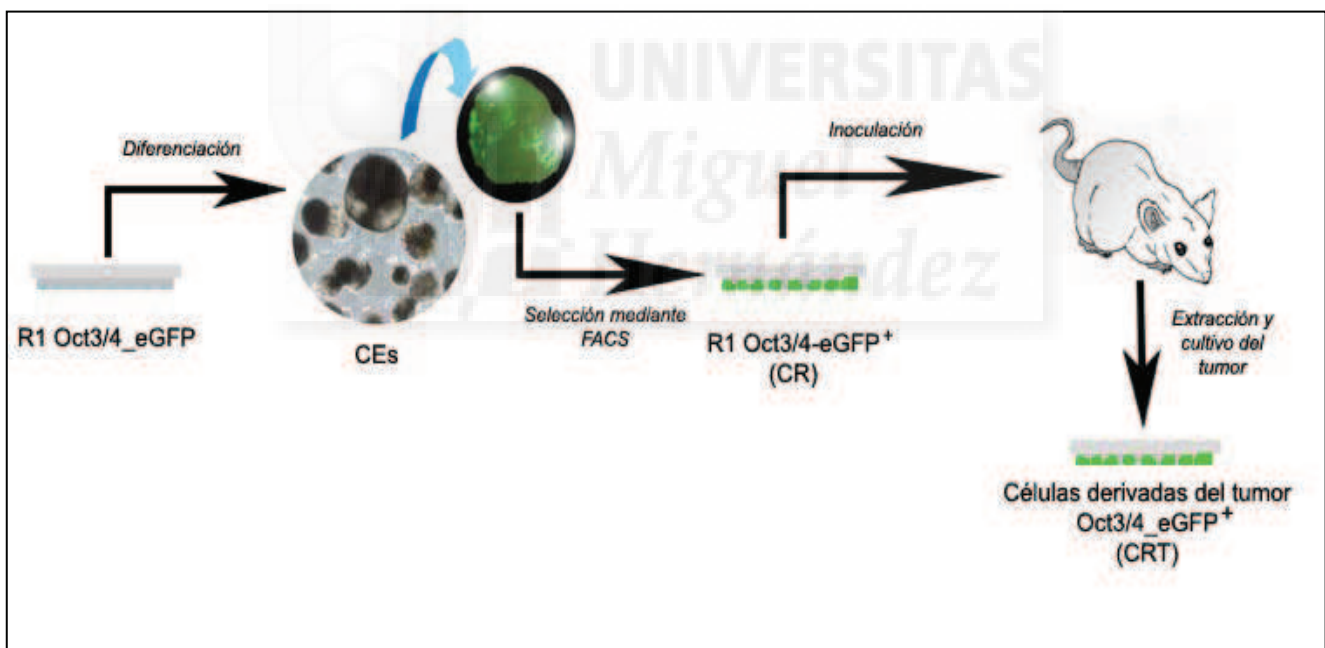 UNIVERSITAS
Miguel
Hernández
Diferenciación
Inoculación
R1 Oct3/4_eGFP
CEs
Selección mediante
FACS
R1 Oct3/4-eGFP+
(CR)
Extracción y
cultivo del
tumor
Células derivadas del tumor
Oct3/4_eGFP+
(CRT)